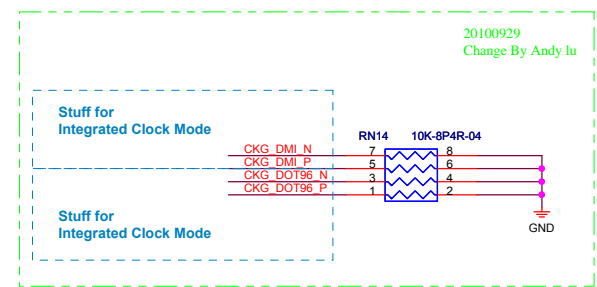 20100929
Change By Andy lu
Stuff for
Integrated Clock Mode
RN14 10K-8P4R-04
CKG_DMI_N 7 8
CKG_DMI_P 5 6
CKG_DOT96_N 3 4
CKG_DOT96_P 1 2
Stuff for
Integrated Clock Mode
GND